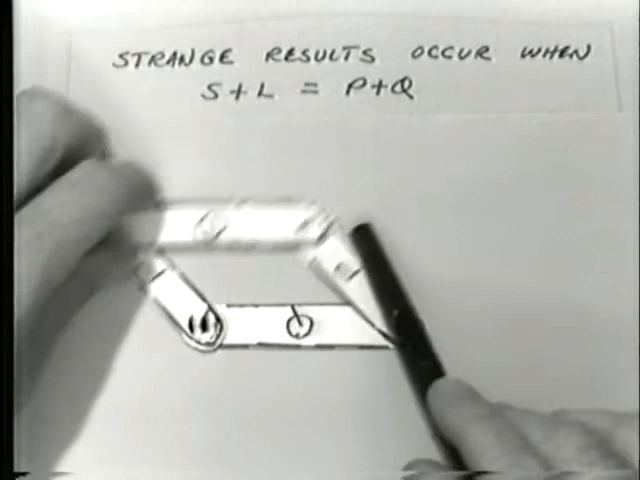 STRANGE RESULTS OCCUR WHEN
S+L = P+Q